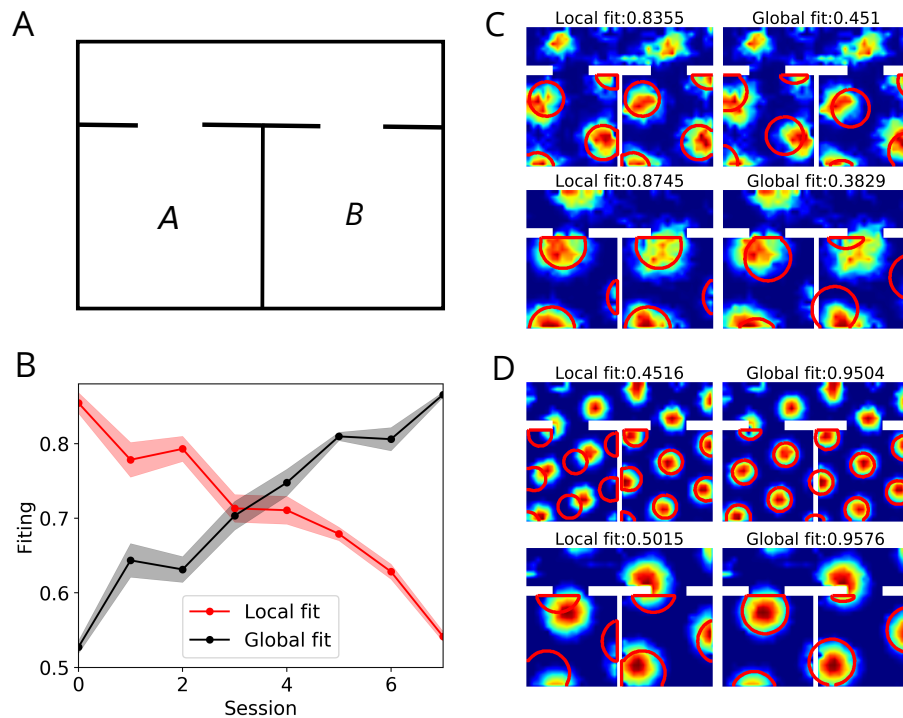 A
A
B
B
Fiting
0.8
0.7
0.6
0.5
Local fit
Global fit
0
2
4
6
Session
C
Local fit:0.8355
Global fit:0.451
Local fit:0.8745
Global fit:0.3829
D
Local fit:0.4516
Global fit:0.9504
Local fit:0.5015
Global fit:0.9576